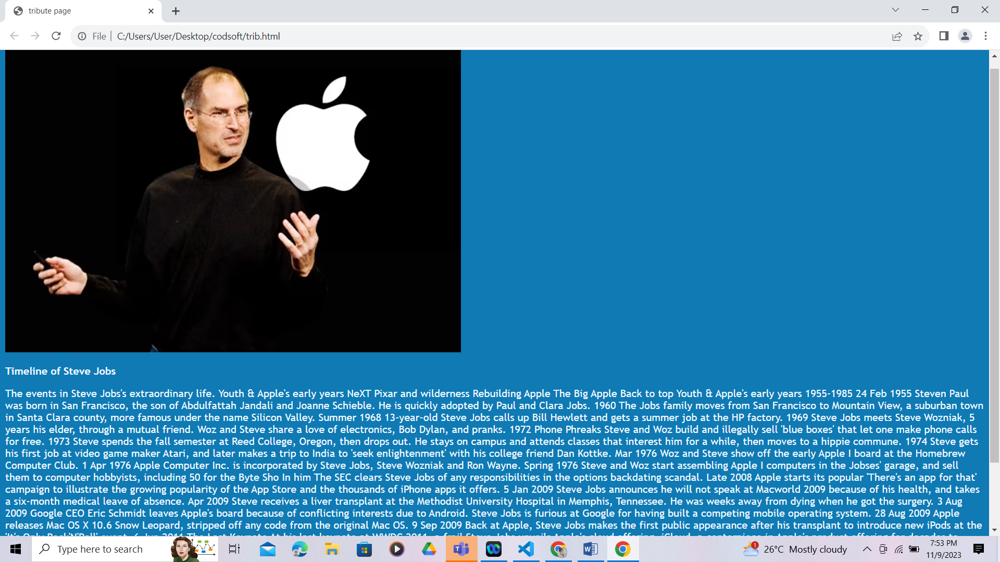 tribute page
File
C:/Users/User/Desktop/codsoft/trib.html
Timeline of Steve Jobs
The events in Steve Jobs's extraordinary life. Youth & Apple's early years NeXT Pixar and wilderness Rebuilding Apple The Big Apple Back to top Youth & Apple's early years 1955-1985 24 Feb 1955 Steven Paul
was born in San Francisco, the son of Abdulfattah Jandali and Joanne Schieble. He is quickly adopted by Paul and Clara Jobs. 1960 The Jobs family moves from San Francisco to Mountain View, a suburban town
in Santa Clara county, more famous under the name Silicon Valley. Summer 1968 13-year-old Steve Jobs calls up Bill Hewlett and gets a summer job at the HP factory. 1969 Steve Jobs meets Steve Wozniak, 5
years his elder, through a mutual friend. Woz and Steve share a love of electronics, Bob Dylan, and pranks. 1972 Phone Phreaks Steve and Woz build and illegally sell 'blue boxes' that let one make phone calls
for free. 1973 Steve spends the fall semester at Reed College, Oregon, then drops out. He stays on campus and attends classes that interest him for a while, then moves to a hippie commune. 1974 Steve gets
his first job at video game maker Atari, and later makes a trip to India to 'seek enlightenment' with his college friend Dan Kottke. Mar 1976 Woz and Steve show off the early Apple I board at the Homebrew
Computer Club. 1 Apr 1976 Apple Computer Inc. is incorporated by Steve Jobs, Steve Wozniak and Ron Wayne. Spring 1976 Steve and Woz start assembling Apple I computers in the Jobses' garage, and sell
them to computer hobbyists, including 50 for the Byte Sho In him The SEC clears Steve Jobs of any responsibilities in the options backdating scandal. Late 2008 Apple starts its popular 'There's an app for that'
campaign to illustrate the growing popularity of the App Store and the thousands of iPhone apps it offers. 5 Jan 2009 Steve Jobs announces he will not speak at Macworld 2009 because of his health, and takes
a six-month medical leave of absence. Apr 2009 Steve receives a liver transplant at the Methodist University Hospital in Memphis, Tennessee. He was weeks away from dying when he got the surgery. 3 Aug
2009 Google CEO Eric Schmidt leaves Apple's board because of conflicting interests due to Android. Steve Jobs is furious at Google for having built a competing mobile operating system. 28 Aug 2009 Apple
releases Mac OS X 10.6 Snow Leopard, stripped off any code from the original Mac OS. 9 Sep 2009 Back at Apple, Steve Jobs makes the first public appearance after his transplant to introduce new iPods at the
Type here to search
1
26°C Mostly cloudy
7:53 PM
11/9/2023